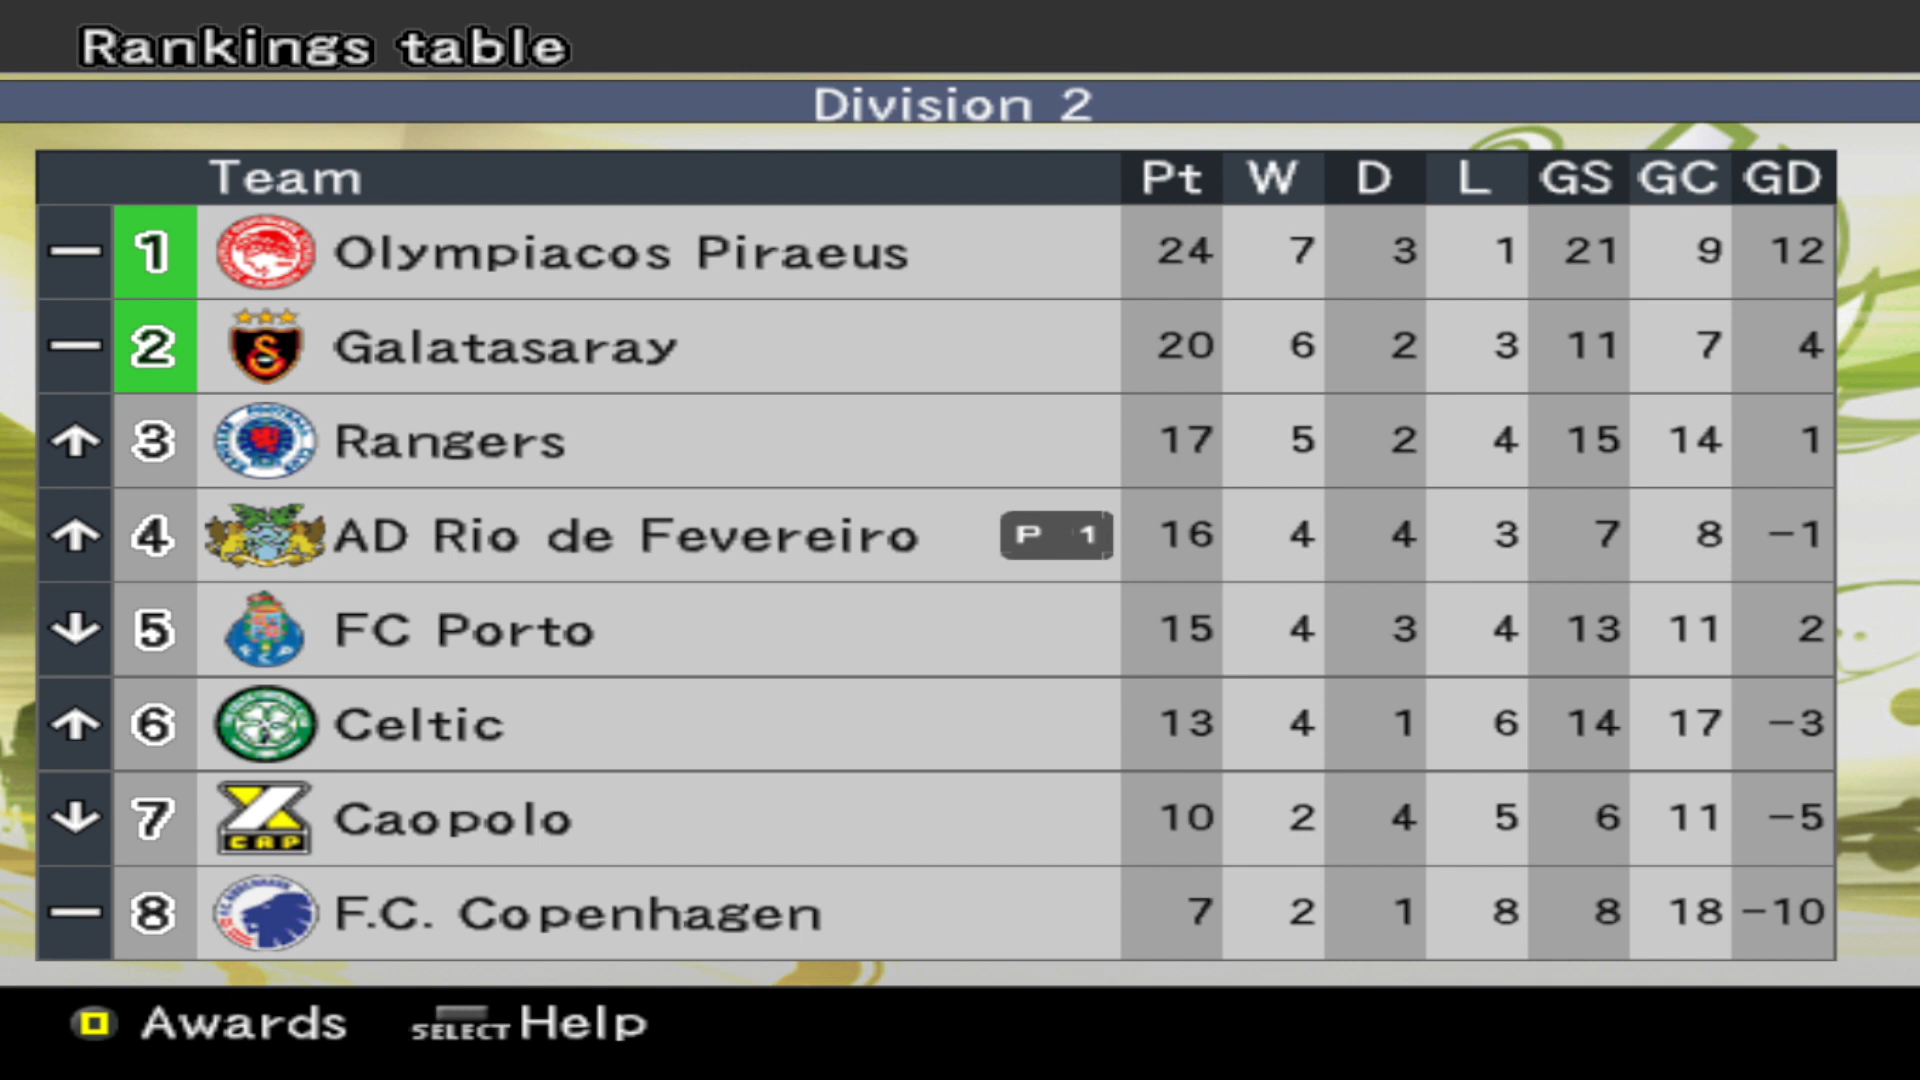 Rankings table
Division 2
Team Pt W D L GS GC GD
1 Olympiacos Piraeus 24 7 3 1 21 9 12
2 Galatasaray 20 6 2 3 11 7 4
3 Rangers 17 5 2 4 15 14 1
4 AD Rio de Fevereiro P 1 16 4 4 3 7 8 −1
5 FC Porto 15 4 3 4 13 11 2
6 Celtic 13 4 1 6 14 17 −3
7 CAP Caopolo 10 2 4 5 6 11 −5
8 F.C. Copenhagen 7 2 1 8 8 18 −10
Awards SELECT Help